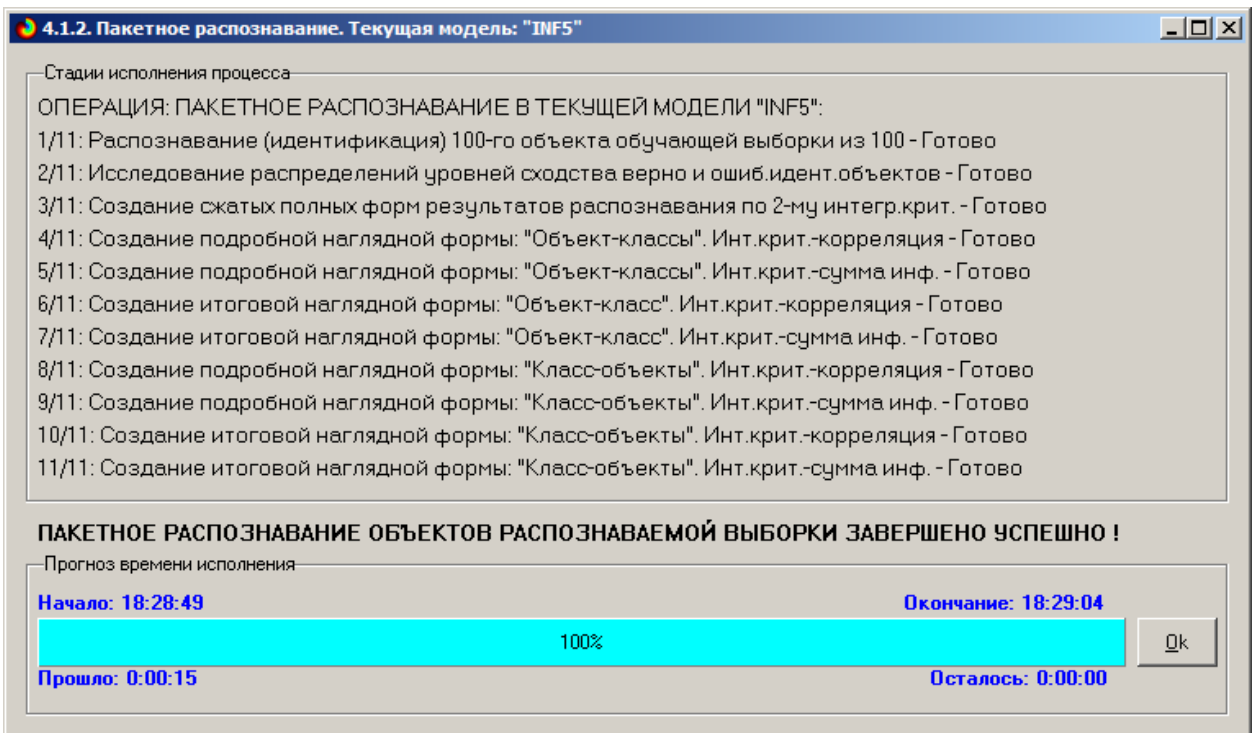 4.1.2. Пакетное распознавание. Текущая модель: "INF5"
Стадии исполнения процесса
ОПЕРАЦИЯ: ПАКЕТНОЕ РАСПОЗНАВАНИЕ В ТЕКУЩЕЙ МОДЕЛИ "INF5":
1/11: Распознавание (идентификация) 100-го объекта обучающей выборки из 100 - Готово
2/11: Исследование распределений уровней сходства верно и ошиб.идент.объектов - Готово
3/11: Создание сжатых полных форм результатов распознавания по 2-му интегр.крит. - Готово
4/11: Создание подробной наглядной формы: "Объект-классы". Инт.крит.-корреляция - Готово
5/11: Создание подробной наглядной формы: "Объект-классы". Инт.крит.-сумма инф. - Готово
6/11: Создание итоговой наглядной формы: "Объект-класс". Инт.крит.-корреляция - Готово
7/11: Создание итоговой наглядной формы: "Объект-класс". Инт.крит.-сумма инф. - Готово
8/11: Создание подробной наглядной формы: "Класс-объекты". Инт.крит.-корреляция - Готово
9/11: Создание подробной наглядной формы: "Класс-объекты". Инт.крит.-сумма инф. - Готово
10/11: Создание итоговой наглядной формы: "Класс-объекты". Инт.крит.-корреляция - Готово
11/11: Создание итоговой наглядной формы: "Класс-объекты". Инт.крит.-сумма инф. - Готово
ПАКЕТНОЕ РАСПОЗНАВАНИЕ ОБЪЕКТОВ РАСПОЗНАВАЕМОЙ ВЫБОРКИ ЗАВЕРШЕНО УСПЕШНО !
Прогноз времени исполнения
Начало: 18:28:49 Окончание: 18:29:04
100% Ok
Прошло: 0:00:15 Осталось: 0:00:00